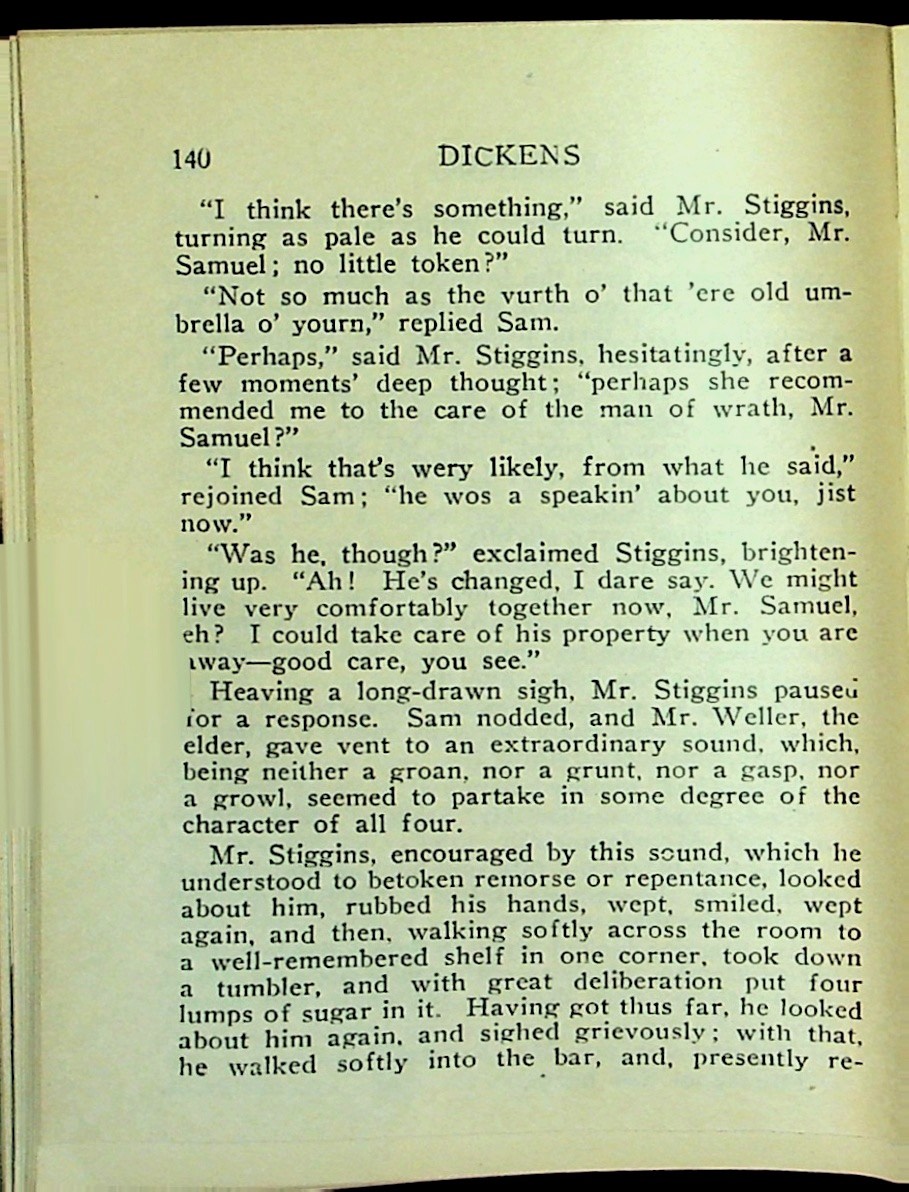 140 DICKENS
“I think there's something,” said Mr. Stiggins,
turning as pale as he could turn. “Consider, Mr.
Samuel; no little token?”
“Not so much as the vurth o' that 'ere old um-
brella o' yourn,” replied Sam.
“Perhaps,” said Mr. Stiggins, hesitatingly, after a
few moments' deep thought; “perhaps she recom-
mended me to the care of the man of wrath, Mr.
Samuel?”
“I think that's wery likely, from what he said,”
rejoined Sam; “he wos a speakin' about you, jist
now.”
“Was he, though?” exclaimed Stiggins, brighten-
ing up. “Ah! He's changed, I dare say. We might
live very comfortably together now, Mr. Samuel,
eh? I could take care of his property when you are
away—good care, you see.”
Heaving a long-drawn sigh, Mr. Stiggins paused
for a response. Sam nodded, and Mr. Weller, the
elder, gave vent to an extraordinary sound, which,
being neither a groan, nor a grunt, nor a gasp, nor
a growl, seemed to partake in some degree of the
character of all four.
Mr. Stiggins, encouraged by this sound, which he
understood to betoken remorse or repentance, looked
about him, rubbed his hands, wept, smiled, wept
again, and then, walking softly across the room to
a well-remembered shelf in one corner, took down
a tumbler, and with great deliberation put four
lumps of sugar in it. Having got thus far, he looked
about him again, and sighed grievously; with that,
he walked softly into the bar, and, presently re-